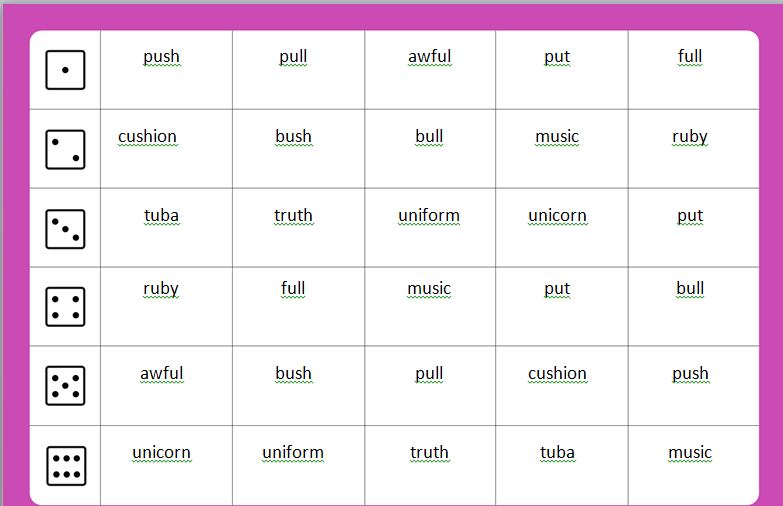 push pull awful put full
cushion bush bull music ruby
tuba truth uniform unicorn put
ruby full music put bull
awful bush pull cushion push
unicorn uniform truth tuba music